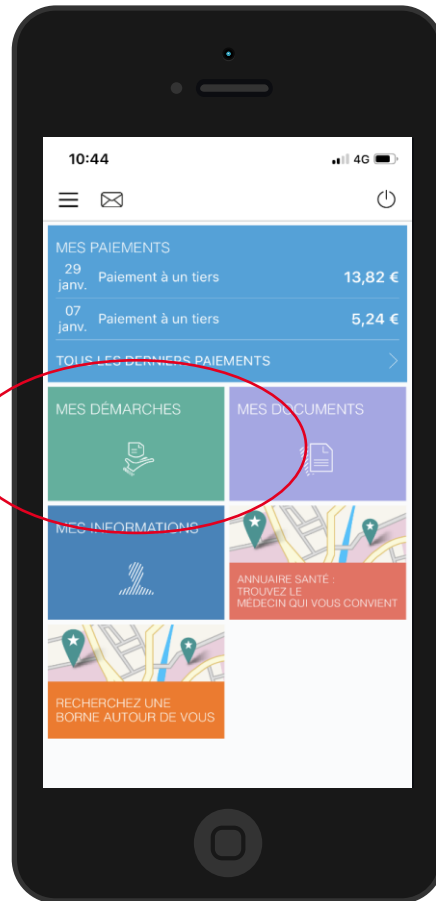 10:44
4G
MES PAIEMENTS
29 janv. Paiement à un tiers 13,82 €
07 janv. Paiement à un tiers 5,24 €
TOUS LES DERNIERS PAIEMENTS
MES DÉMARCHES
MES DOCUMENTS
MES INFORMATIONS
ANNUAIRE SANTÉ :
TROUVEZ LE
MÉDECIN QUI VOUS CONVIENT
RECHERCHEZ UNE
BORNE AUTOUR DE VOUS